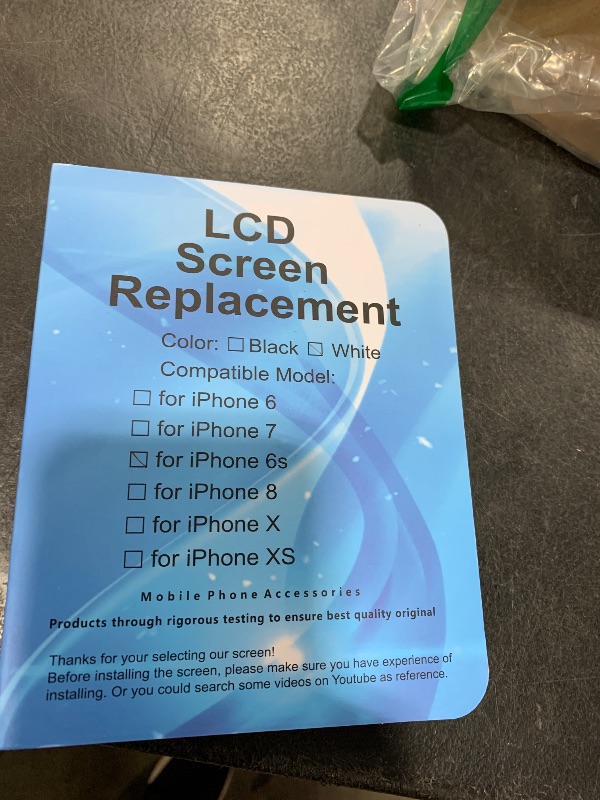 LCD
Screen
Replacement
Color: ☐ Black ☒ White
Compatible Model:
☐ for iPhone 6
☐ for iPhone 7
☒ for iPhone 6s
☐ for iPhone 8
☐ for iPhone X
☐ for iPhone XS
Mobile Phone Accessories
Products through rigorous testing to ensure best quality original
Thanks for your selecting our screen!
Before installing the screen, please make sure you have experience of
installing. Or you could search some videos on Youtube as reference.